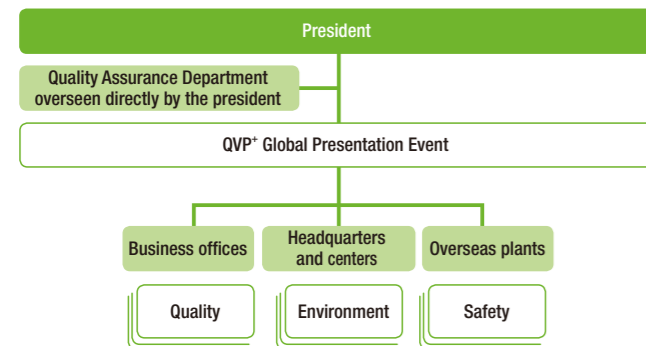 President
Quality Assurance Department
overseen directly by the president
QVP+ Global Presentation Event
Business offices
Headquarters
and centers
Overseas plants
Quality
Environment
Safety